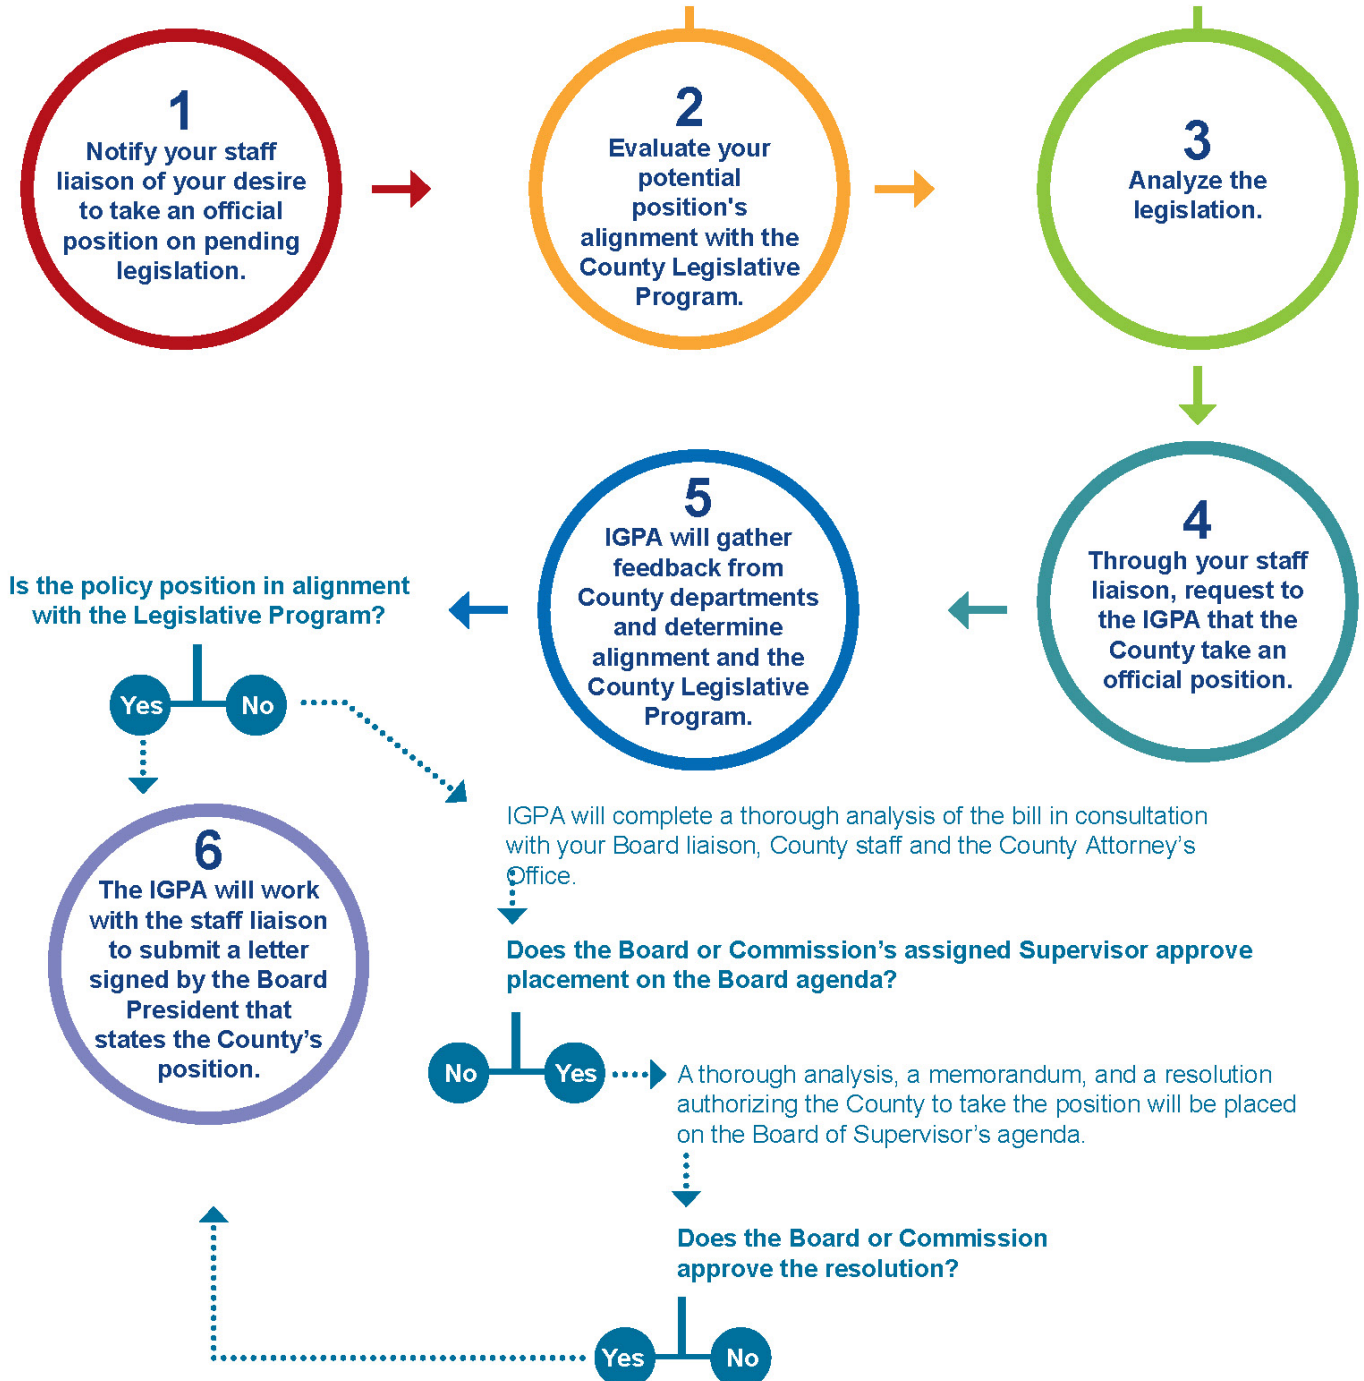 1
Notify your staff
liaison of your desire
to take an official
position on pending
legislation.
2
Evaluate your
potential
position's
alignment with the
County Legislative
Program.
3
Analyze the
legislation.
4
Through your staff
liaison, request to
the IGPA that the
County take an
official position.
5
IGPA will gather
feedback from
County departments
and determine
alignment and the
County Legislative
Program.
Is the policy position in alignment
with the Legislative Program?
Yes
No
6
The IGPA will work
with the staff liaison
to submit a letter
signed by the Board
President that
states the County’s
position.
IGPA will complete a thorough analysis of the bill in consultation
with your Board liaison, County staff and the County Attorney’s
Office.
Does the Board or Commission’s assigned Supervisor approve
placement on the Board agenda?
No
Yes
A thorough analysis, a memorandum, and a resolution
authorizing the County to take the position will be placed
on the Board of Supervisor’s agenda.
Does the Board or Commission
approve the resolution?
Yes
No